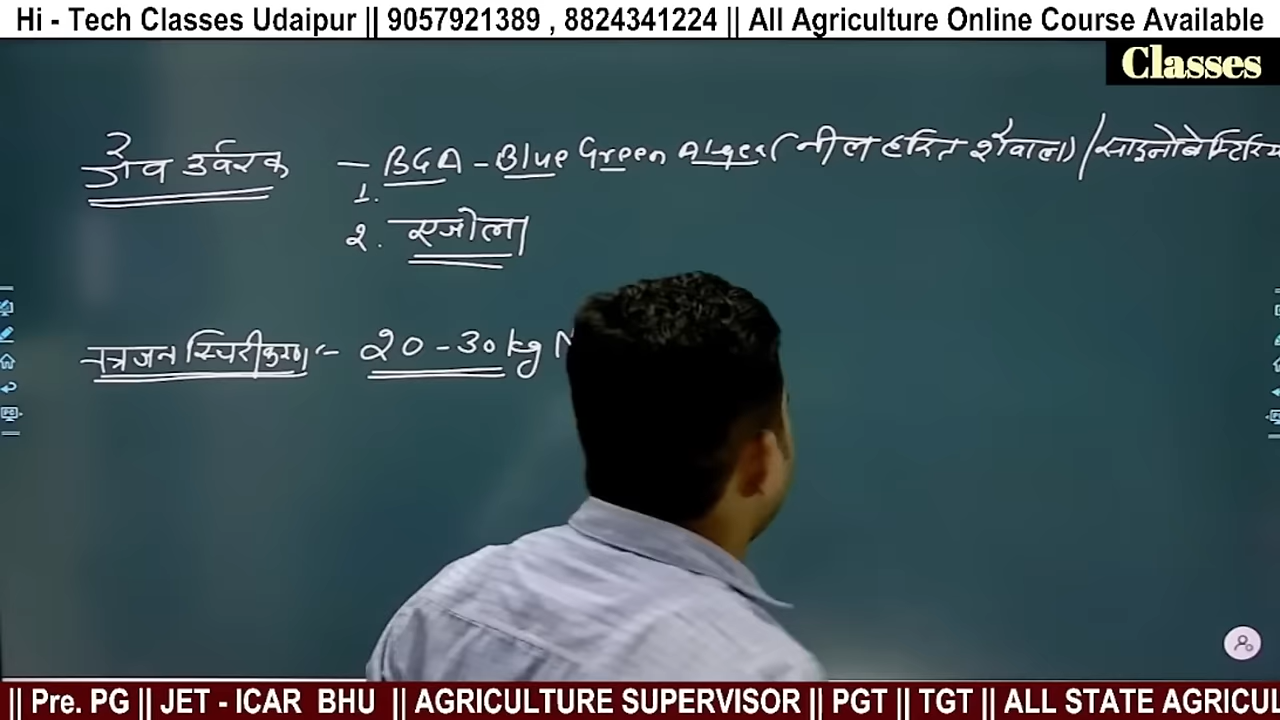 Hi - Tech Classes Udaipur || 9057921389 , 8824341224 || All Agriculture Online Course Available
Classes
जैव उर्वरक - 1. BGA - Blue Green Algea (नील हरित शैवाल) / साइनोबैक्टिरिय
2. एजोला
नत्रजन स्थिरीकरण :- 20 - 30 kg N
|| Pre. PG || JET - ICAR BHU || AGRICULTURE SUPERVISOR || PGT || TGT || ALL STATE AGRICUL